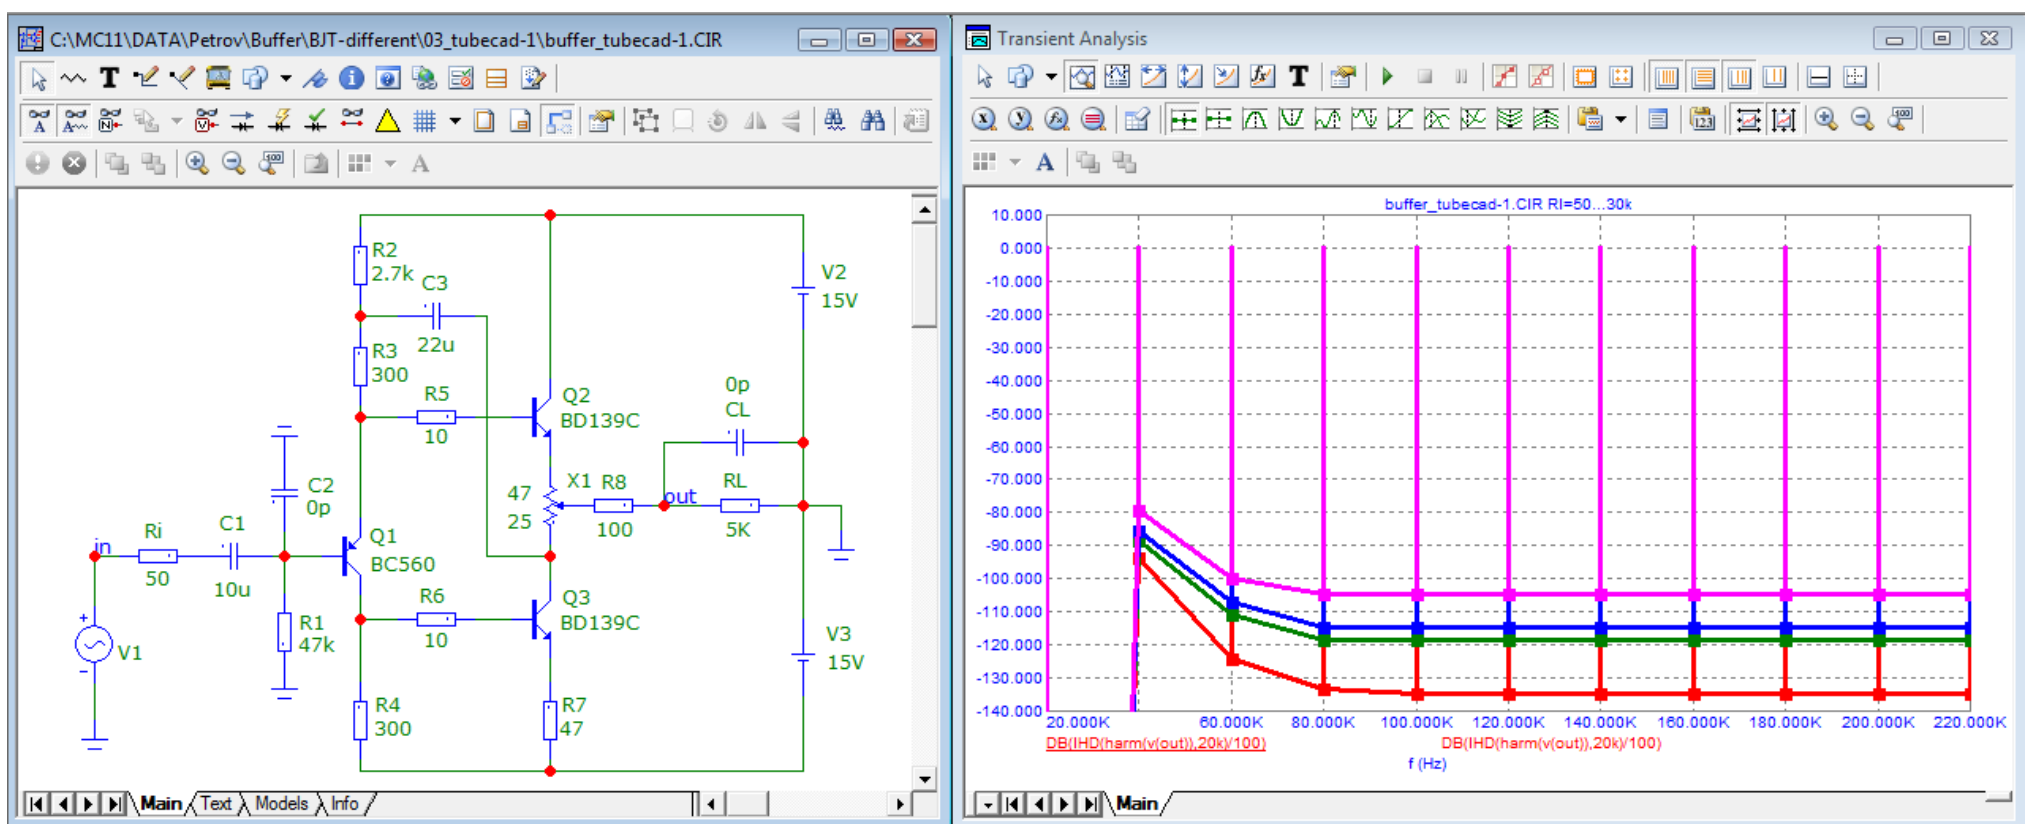 C:\MC11\DATA\Petrov\Buffer\BJT-different\03_tubecad-1\buffer_tubecad-1.CIR
R2
2.7k
C3
22u
R3
300
R5
10
Q2
BD139C
V2
15V
0p
CL
C2
0p
47
25
X1
R8
100
out
RL
5K
in
Ri
50
C1
10u
Q1
BC560
R6
10
Q3
BD139C
V1
R1
47k
V3
15V
R4
300
R7
47
Main
Text
Models
Info
Transient Analysis
buffer_tubecad-1.CIR RI=50...30k
10.000
0.000
-10.000
-20.000
-30.000
-40.000
-50.000
-60.000
-70.000
-80.000
-90.000
-100.000
-110.000
-120.000
-130.000
-140.000
20.000K 60.000K 80.000K 100.000K 120.000K 140.000K 160.000K 180.000K 200.000K 220.000K
DB(IHD(harm(v(out)),20k)/100) DB(IHD(harm(v(out)),20k)/100)
f (Hz)
Main